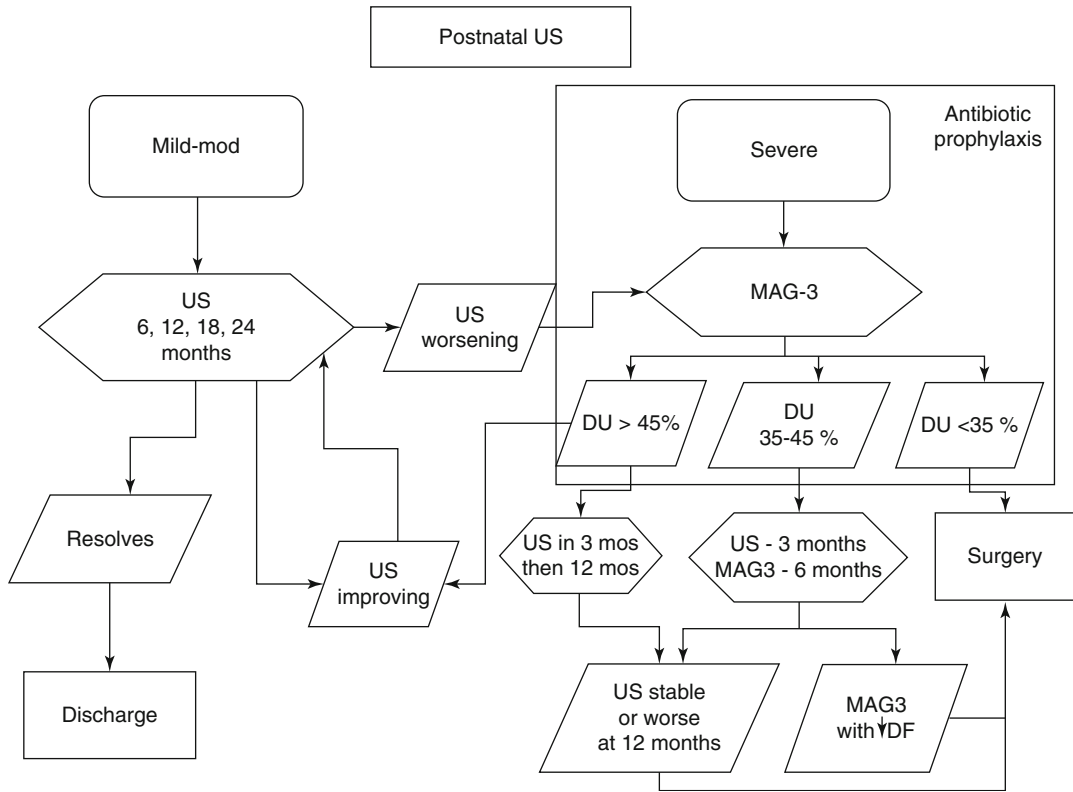 Postnatal US
Mild-mod
Severe
Antibiotic
prophylaxis
US
6, 12, 18, 24
months
US
worsening
MAG-3
DU > 45%
DU
35-45 %
DU <35 %
Resolves
US
improving
US in 3 mos
then 12 mos
US - 3 months
MAG3 - 6 months
Surgery
Discharge
US stable
or worse
at 12 months
MAG3
with ↓DF